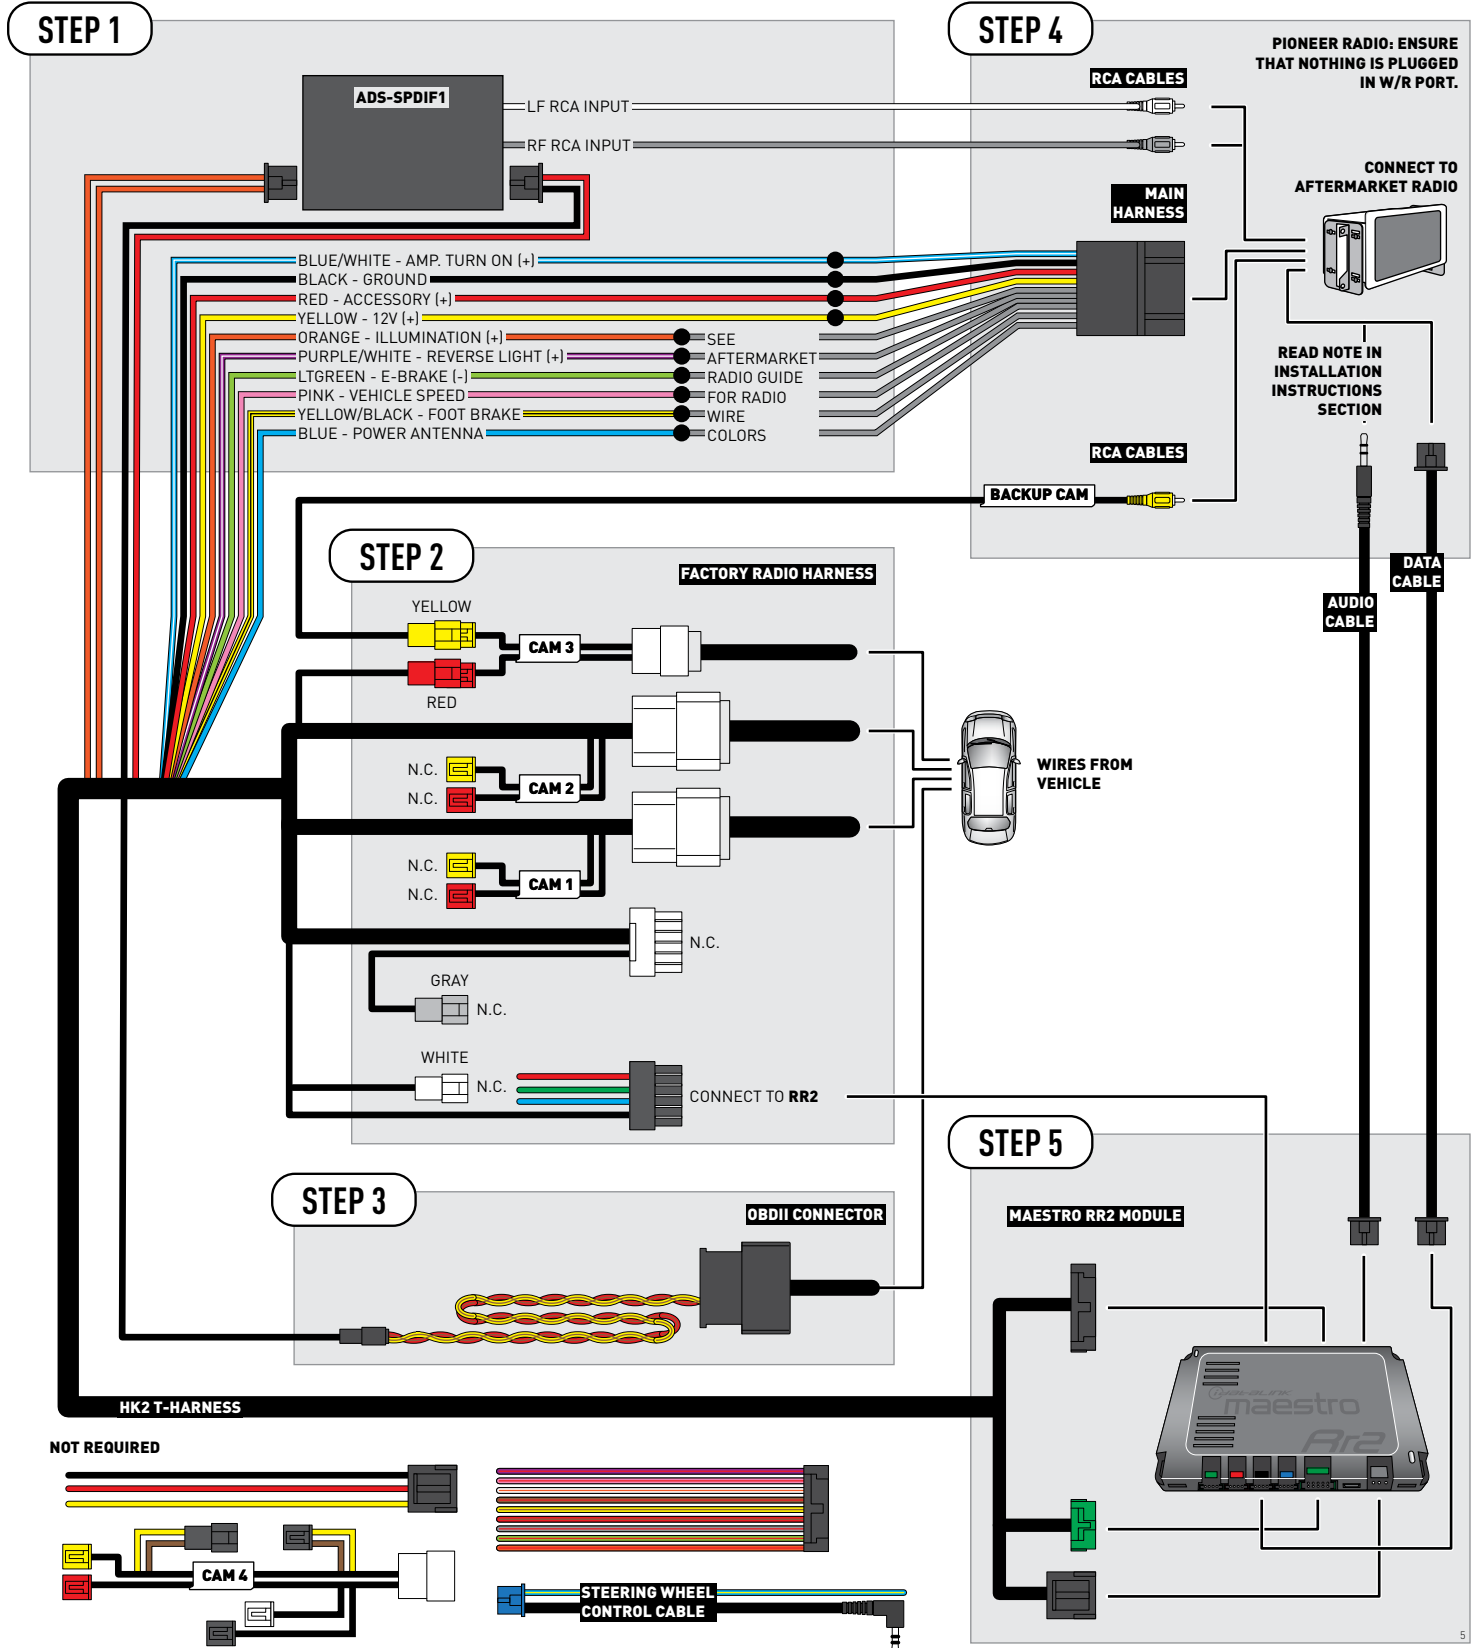 STEP 1
ADS-SPDIF1
LF RCA INPUT
RF RCA INPUT
BLUE/WHITE - AMP. TURN ON (+)
BLACK - GROUND
RED - ACCESSORY (+)
YELLOW - 12V (+)
ORANGE - ILLUMINATION (+)
PURPLE/WHITE - REVERSE LIGHT (+)
LTGREEN - E-BRAKE (-)
PINK - VEHICLE SPEED
YELLOW/BLACK - FOOT BRAKE
BLUE - POWER ANTENNA
SEE
AFTERMARKET
RADIO GUIDE
FOR RADIO
WIRE
COLORS
STEP 4
PIONEER RADIO: ENSURE
THAT NOTHING IS PLUGGED
IN W/R PORT.
RCA CABLES
CONNECT TO
AFTERMARKET RADIO
MAIN
HARNESS
READ NOTE IN
INSTALLATION
INSTRUCTIONS
SECTION
RCA CABLES
BACKUP CAM
DATA
CABLE
AUDIO
CABLE
STEP 2
FACTORY RADIO HARNESS
YELLOW
CAM 3
RED
N.C.
CAM 2
N.C.
N.C.
CAM 1
N.C.
N.C.
GRAY
N.C.
WHITE
N.C.
CONNECT TO RR2
WIRES FROM
VEHICLE
STEP 3
OBDII CONNECTOR
STEP 5
MAESTRO RR2 MODULE
maestro
Rr2
HK2 T-HARNESS
NOT REQUIRED
CAM 4
STEERING WHEEL
CONTROL CABLE
5